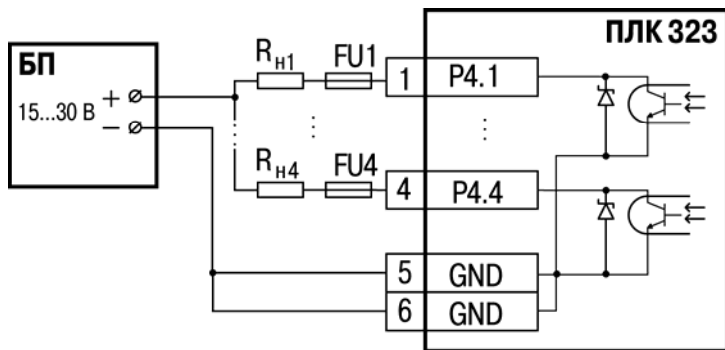 ПЛК 323
БП
15...30 В
+
−
Rн1
FU1
1
P4.1
Rн4
FU4
4
P4.4
5
GND
6
GND